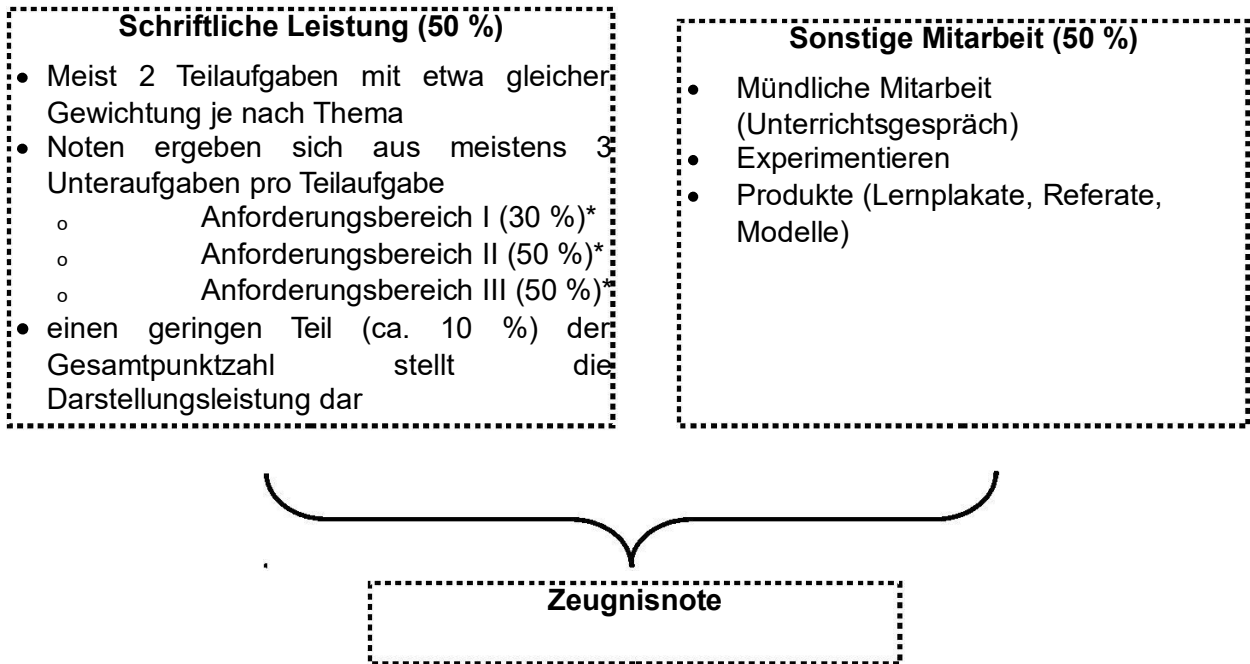 Schriftliche Leistung (50 %)
• Meist 2 Teilaufgaben mit etwa gleicher
Gewichtung je nach Thema
• Noten ergeben sich aus meistens 3
Unteraufgaben pro Teilaufgabe
o Anforderungsbereich I (30 %)*
o Anforderungsbereich II (50 %)*
o Anforderungsbereich III (50 %)*
• einen geringen Teil (ca. 10 %) der
Gesamtpunktzahl stellt die
Darstellungsleistung dar
Sonstige Mitarbeit (50 %)
• Mündliche Mitarbeit
(Unterrichtsgespräch)
• Experimentieren
• Produkte (Lernplakate, Referate,
Modelle)
Zeugnisnote